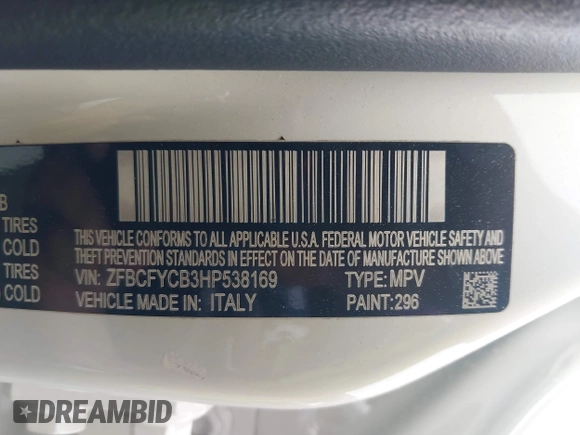 B
TIRES
COLD
TIRES
COLD
THIS VEHICLE CONFORMS TO ALL APPLICABLE U.S.A. FEDERAL MOTOR VEHICLE SAFETY AND
THEFT PREVENTION STANDARDS IN EFFECT ON THE DATE OF MANUFACTURE SHOWN ABOVE
VIN: ZFBCFYCB3HP538169 TYPE: MPV
VEHICLE MADE IN: ITALY PAINT: 296
DREAMBID